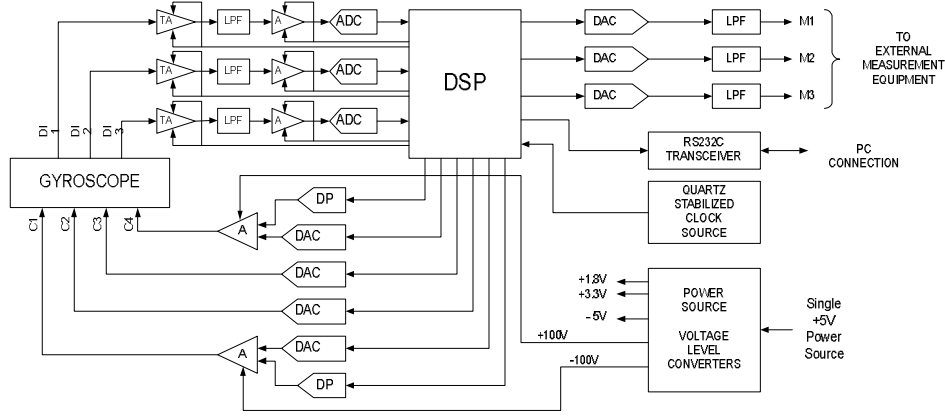 TA
LPF
A
ADC
DAC
LPF
M1
TA
LPF
A
ADC
DSP
DAC
LPF
M2
TO
EXTERNAL
MEASUREMENT
EQUIPMENT
TA
LPF
A
ADC
DAC
LPF
M3
DI 1
DI 2
DI 3
RS232C
TRANSCEIVER
PC
CONNECTION
GYROSCOPE
QUARTZ
STABILIZED
CLOCK
SOURCE
C1
C2
C3
C4
DP
A
DAC
DAC
DAC
+1.8V
+3.3V
-5V
+100V
-100V
POWER
SOURCE
VOLTAGE
LEVEL
CONVERTERS
Single
+5V
Power
Source
A
DAC
DP